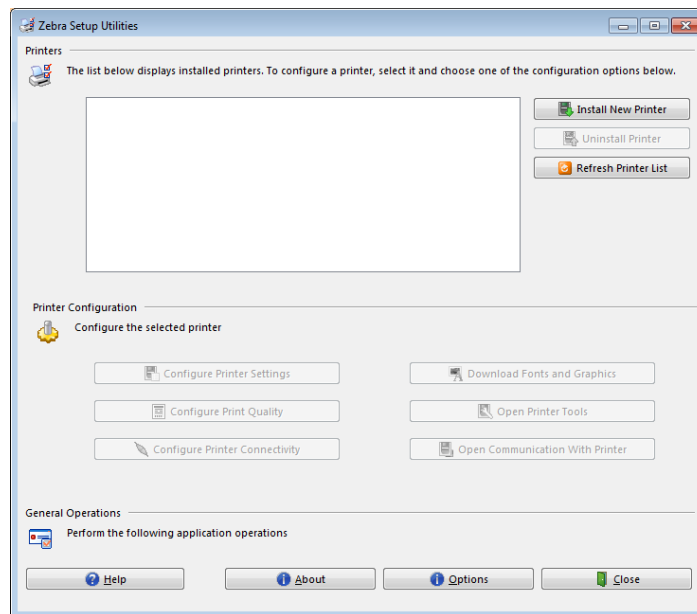 Zebra Setup Utilities
Printers
The list below displays installed printers. To configure a printer, select it and choose one of the configuration options below.
Install New Printer
Uninstall Printer
Refresh Printer List
Printer Configuration
Configure the selected printer
Configure Printer Settings
Download Fonts and Graphics
Configure Print Quality
Open Printer Tools
Configure Printer Connectivity
Open Communication With Printer
General Operations
Perform the following application operations
Help
About
Options
Close